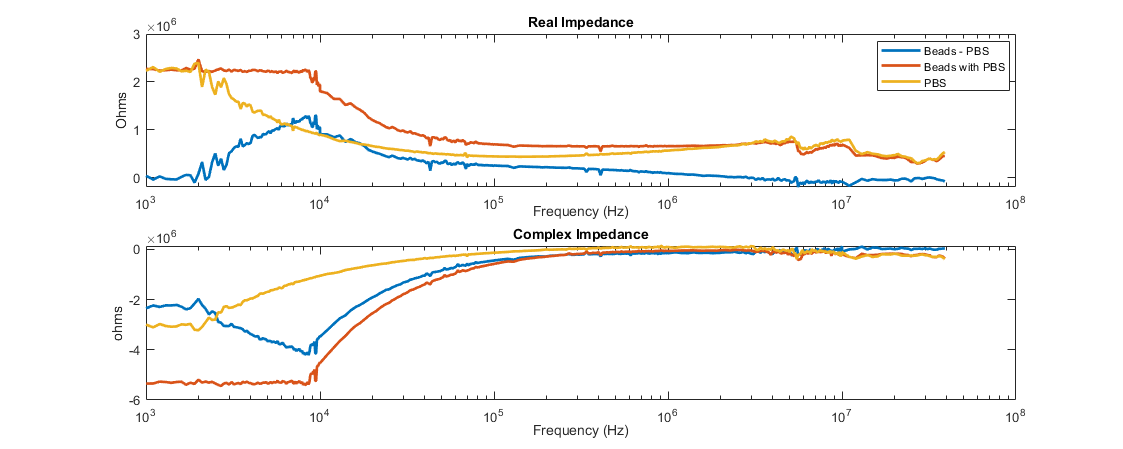 Real Impedance
×10^6
3
2
1
0
Ohms
Beads - PBS
Beads with PBS
PBS
10^3
10^4
10^5
10^6
10^7
10^8
Frequency (Hz)
Complex Impedance
×10^6
0
-2
-4
-6
ohms
10^3
10^4
10^5
10^6
10^7
10^8
Frequency (Hz)